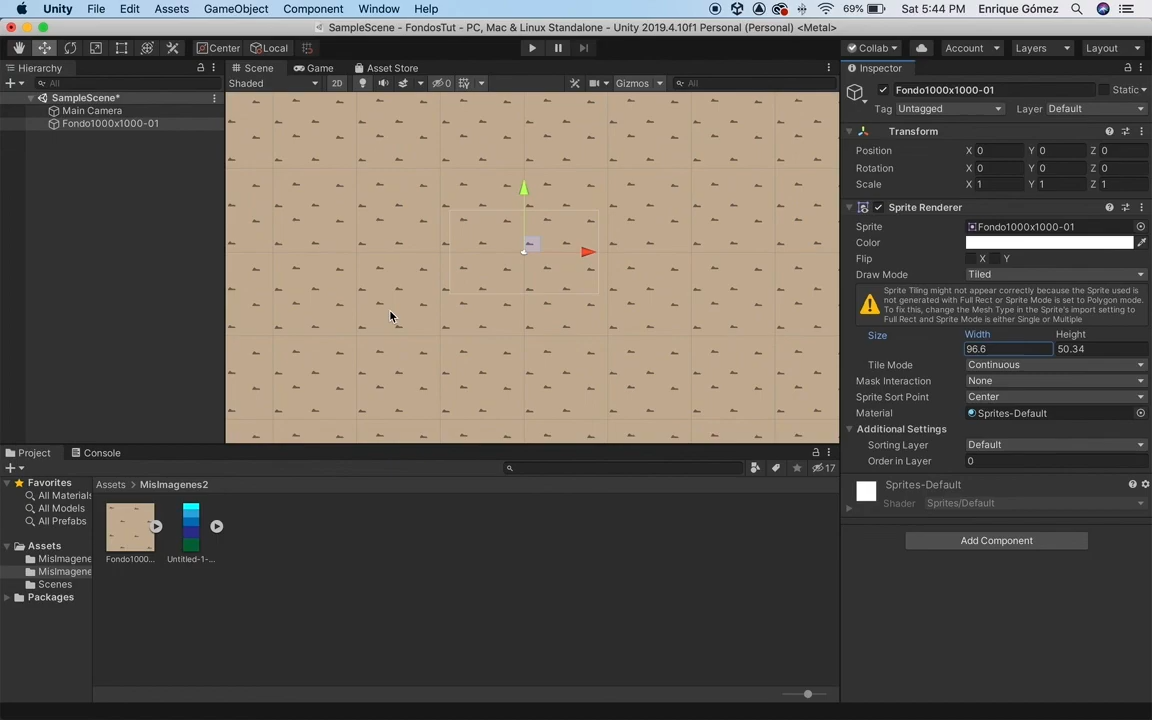 Unity File Edit Assets GameObject Component Window Help 69% Sat 5:44 PM Enrique Gómez
SampleScene - FondosTut - PC, Mac & Linux Standalone - Unity 2019.4.10f1 Personal (Personal) <Metal>
Center Local Collab Account Layers Layout
Hierarchy Scene Game Asset Store Inspector
All Shaded 2D 0 Gizmos All
Fondo1000x1000-01 Static
SampleScene*
Main Camera
Fondo1000x1000-01
Tag Untagged Layer Default
Transform
Position X 0 Y 0 Z 0
Rotation X 0 Y 0 Z 0
Scale X 1 Y 1 Z 1
Sprite Renderer
Sprite Fondo1000x1000-01
Color
Flip X Y
Draw Mode Tiled
Sprite Tiling might not appear correctly because the Sprite used is
not generated with Full Rect or Sprite Mode is set to Polygon mode.
To fix this, change the Mesh Type in the Sprite's import setting to
Full Rect and Sprite Mode is either Single or Multiple
Size Width Height
96.6 50.34
Tile Mode Continuous
Mask Interaction None
Sprite Sort Point Center
Material Sprites-Default
Additional Settings
Sorting Layer Default
Order in Layer 0
Sprites-Default
Shader Sprites/Default
Add Component
Project Console
17
Favorites
All Materials
All Models
All Prefabs
Assets
MisImagene
MisImagene
Scenes
Packages
Assets MisImagenes2
Fondo1000... Untitled-1-...